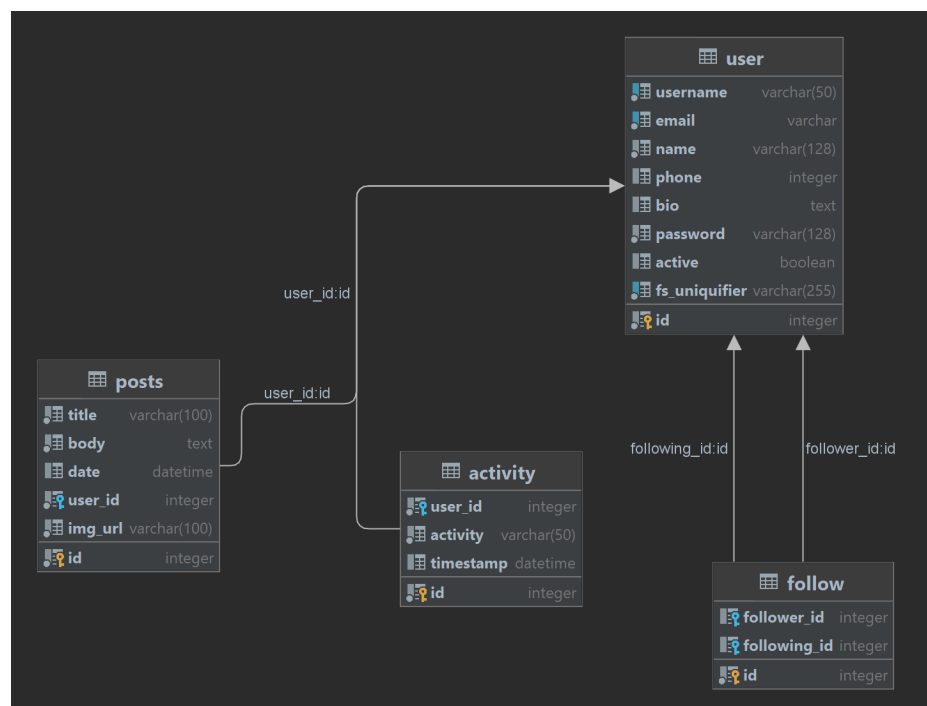 user
username varchar(50)
email varchar
name varchar(128)
phone integer
bio text
password varchar(128)
active boolean
fs_uniquifier varchar(255)
id integer
user_id:id
user_id:id
posts
title varchar(100)
body text
date datetime
user_id integer
img_url varchar(100)
id integer
activity
user_id integer
activity varchar(50)
timestamp datetime
id integer
following_id:id
follower_id:id
follow
follower_id integer
following_id integer
id integer